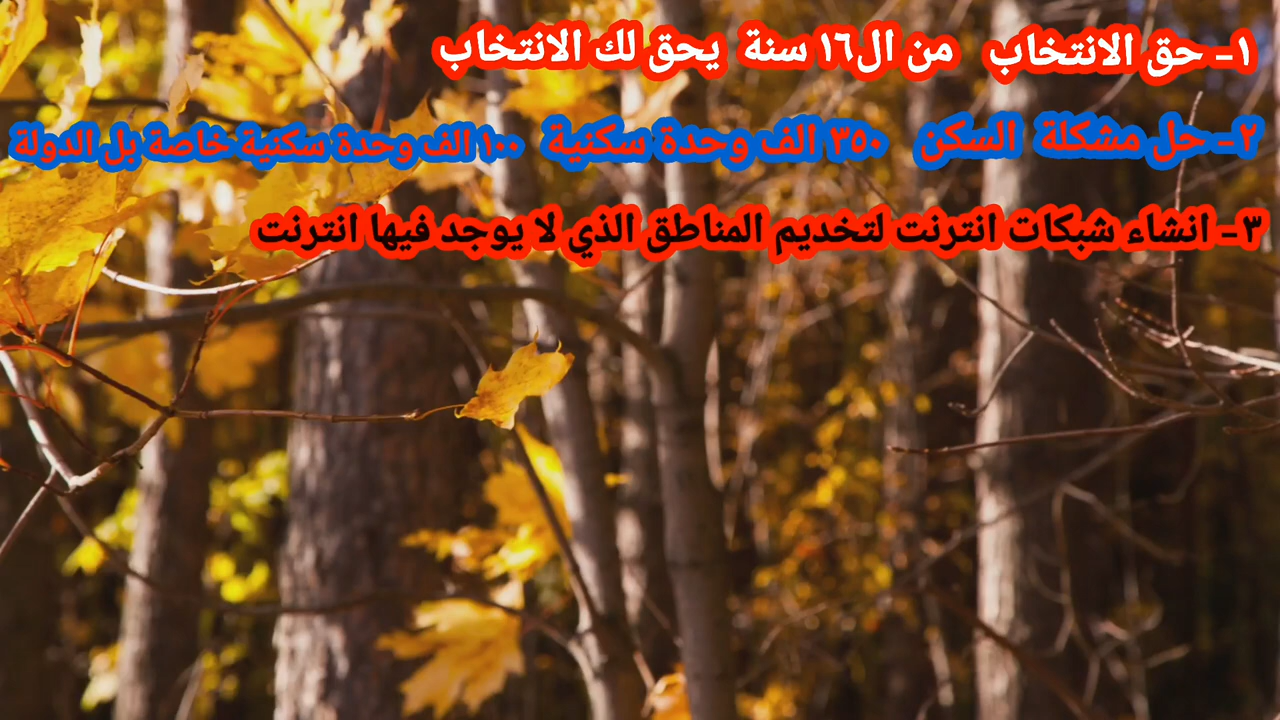 ١- حق الانتخاب من ال١٦ سنة يحق لك الانتخاب
٢- حل مشكلة السكن ٣٥٠ الف وحدة سكنية ١٠٠ الف وحدة سكنية خاصة بل الدولة
٣- انشاء شبكات انترنت لتخديم المناطق الذي لا يوجد فيها انترنت